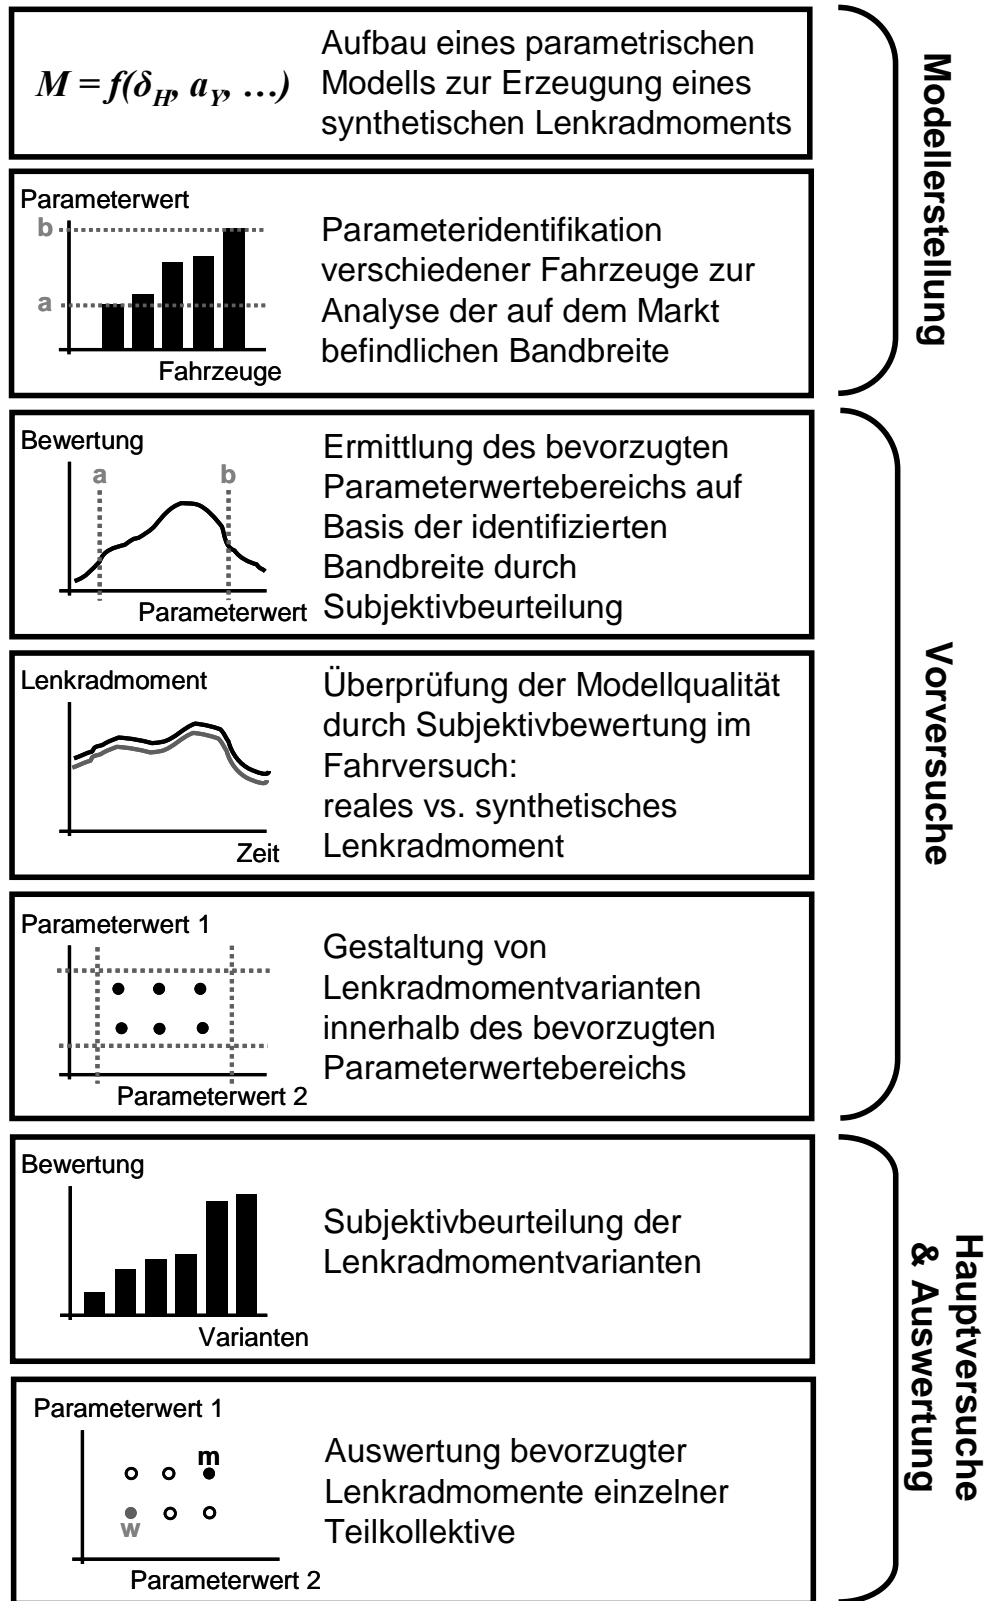 M = f(δH, aY, …)
Aufbau eines parametrischen
Modells zur Erzeugung eines
synthetischen Lenkradmoments
Parameterwert
b
a
Fahrzeuge
Parameteridentifikation
verschiedener Fahrzeuge zur
Analyse der auf dem Markt
befindlichen Bandbreite
Modellerstellung
Bewertung
a
b
Parameterwert
Ermittlung des bevorzugten
Parameterwertebereichs auf
Basis der identifizierten
Bandbreite durch
Subjektivbeurteilung
Lenkradmoment
Zeit
Überprüfung der Modellqualität
durch Subjektivbewertung im
Fahrversuch:
reales vs. synthetisches
Lenkradmoment
Parameterwert 1
Parameterwert 2
Gestaltung von
Lenkradmomentvarianten
innerhalb des bevorzugten
Parameterwertebereichs
Vorversuche
Bewertung
Varianten
Subjektivbeurteilung der
Lenkradmomentvarianten
Parameterwert 1
m
w
Parameterwert 2
Auswertung bevorzugter
Lenkradmomente einzelner
Teilkollektive
Hauptversuche
& Auswertung